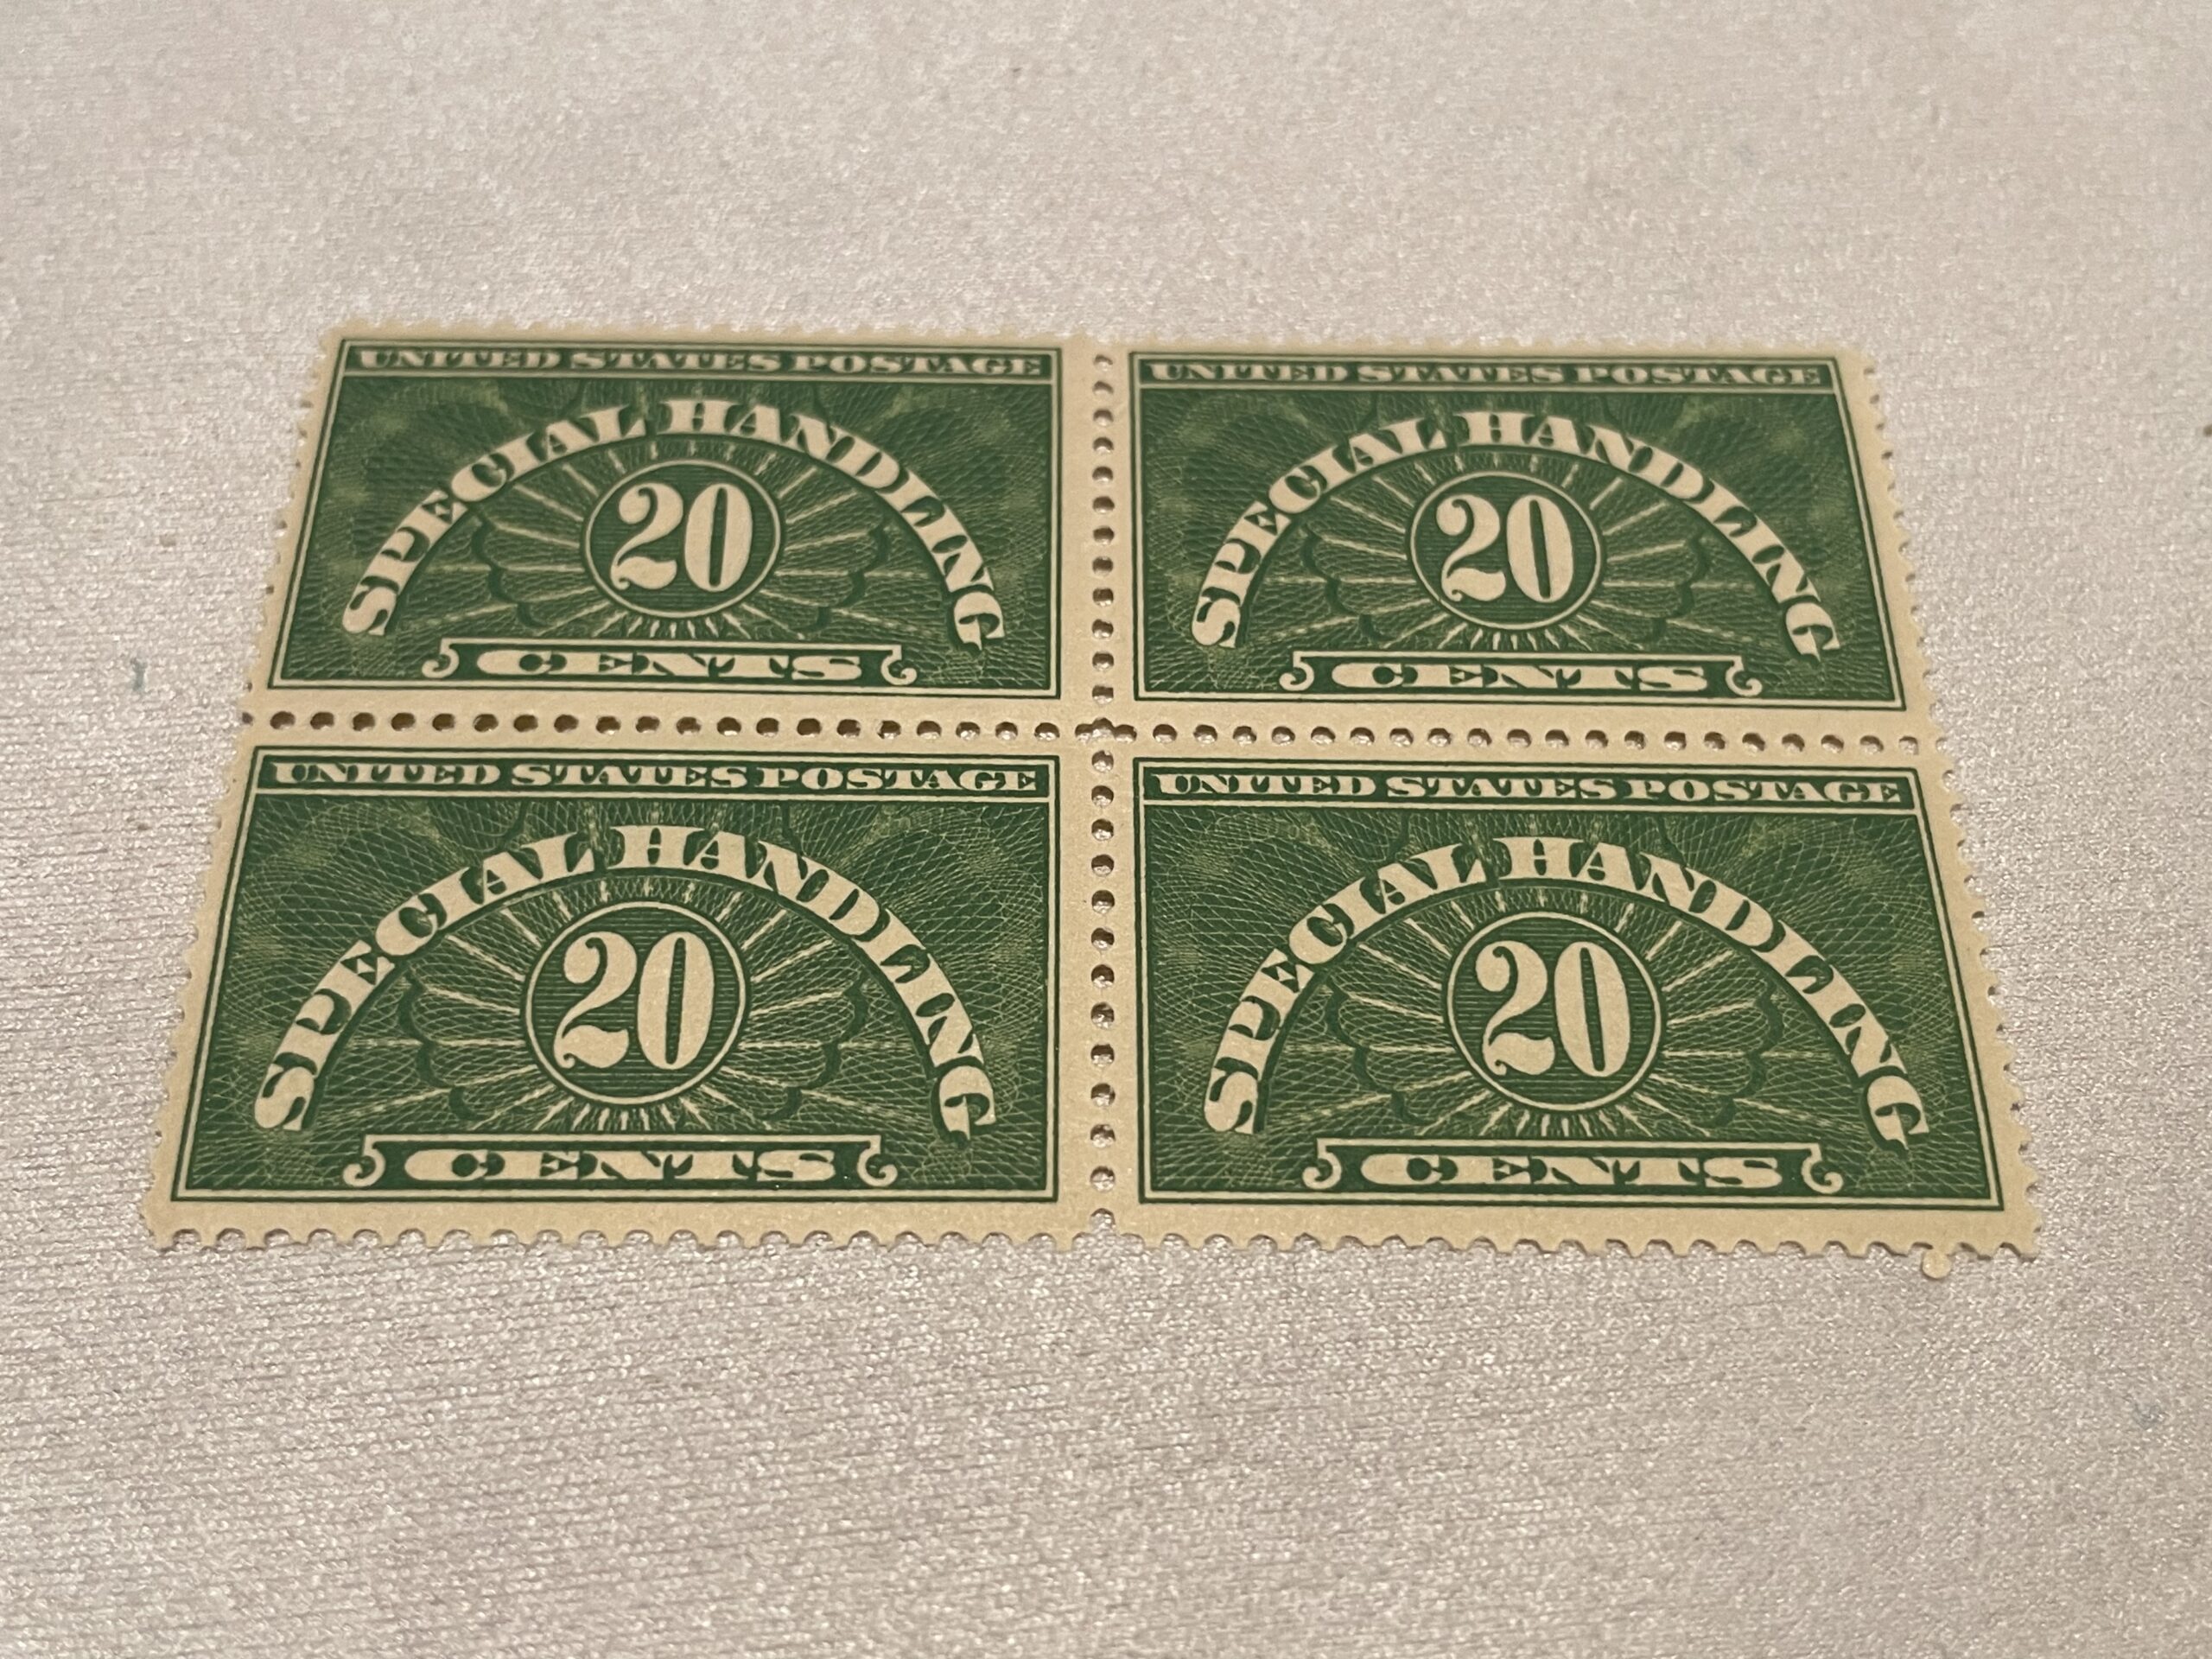 UNITED STATES POSTAGE
SPECIAL HANDLING
20
CENTS
UNITED STATES POSTAGE
SPECIAL HANDLING
20
CENTS
UNITED STATES POSTAGE
SPECIAL HANDLING
20
CENTS
UNITED STATES POSTAGE
SPECIAL HANDLING
20
CENTS